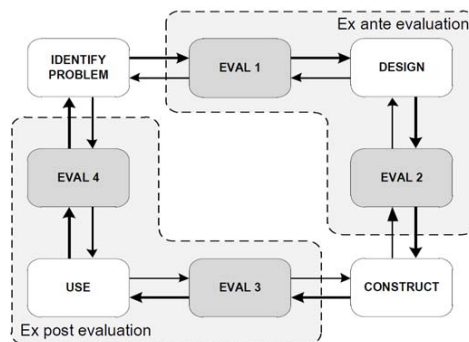 Ex ante evaluation
IDENTIFY
PROBLEM
EVAL 1
DESIGN
EVAL 4
EVAL 2
USE
EVAL 3
CONSTRUCT
Ex post evaluation